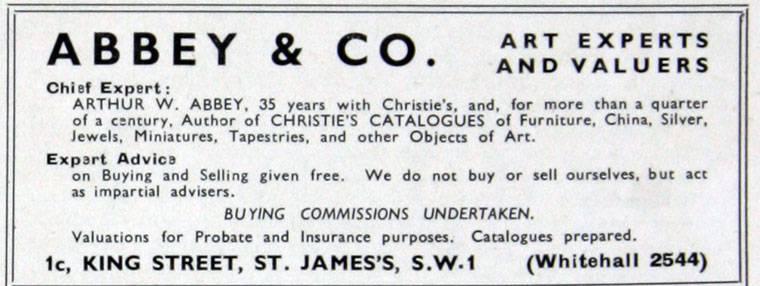 ABBEY & CO.
ART EXPERTS
AND VALUERS
Chief Expert:
ARTHUR W. ABBEY, 35 years with Christie's, and, for more than a quarter
of a century, Author of CHRISTIE'S CATALOGUES of Furniture, China, Silver,
Jewels, Miniatures, Tapestries, and other Objects of Art.
Expert Advice
on Buying and Selling given free. We do not buy or sell ourselves, but act
as impartial advisers.
BUYING COMMISSIONS UNDERTAKEN.
Valuations for Probate and Insurance purposes. Catalogues prepared.
1c, KING STREET, ST. JAMES'S, S.W.1 (Whitehall 2544)